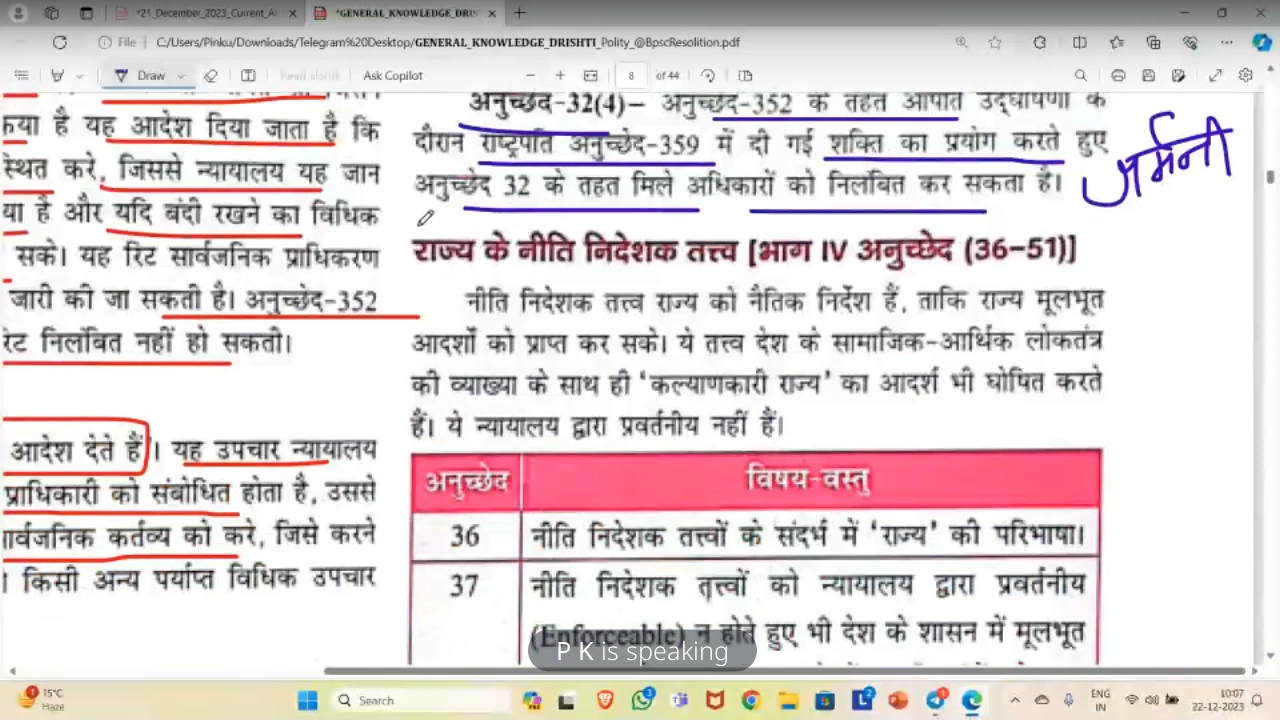 *21_December_2023_Current_A
*GENERAL_KNOWLEDGE_DRIS
File
C:/Users/Pinku/Downloads/Telegram%20Desktop/GENERAL_KNOWLEDGE_DRISHTI_Polity_@BpscResolition.pdf
Draw
Read aloud
Ask Copilot
8 of 44
कया है यह आदेश दिया जाता है कि
स्थत करे, जिससे न्यायालय यह जान
या है और यदि बंदी रखने का विधिक
सके। यह रिट सार्वजनिक प्राधिकरण
जारी की जा सकती है। अनुच्छेद-352
रेट निलंबित नहीं हो सकती।
आदेश देते हैं। यह उपचार न्यायालय
प्राधिकारी को संबोधित होता है, उससे
ार्वजनिक कर्तव्य को करे, जिसे करने
। किसी अन्य पर्याप्त विधिक उपचार
अनुच्छेद-32(4)– अनुच्छेद-352 के तहत आपात उद्घोषणा के
दौरान राष्ट्रपति अनुच्छेद-359 में दी गई शक्ति का प्रयोग करते हुए
अनुच्छेद 32 के तहत मिले अधिकारों को निलंबित कर सकता है।
जर्मनी
राज्य के नीति निदेशक तत्त्व [भाग IV अनुच्छेद (36–51)]
नीति निदेशक तत्त्व राज्य को नैतिक निर्देश हैं, ताकि राज्य मूलभूत
आदर्शों को प्राप्त कर सके। ये तत्त्व देश के सामाजिक-आर्थिक लोकतंत्र
की व्याख्या के साथ ही ‘कल्याणकारी राज्य’ का आदर्श भी घोषित करते
हैं। ये न्यायालय द्वारा प्रवर्तनीय नहीं हैं।
अनुच्छेद विषय-वस्तु
36 नीति निदेशक तत्त्वों के संदर्भ में ‘राज्य’ की परिभाषा।
37 नीति निदेशक तत्त्वों को न्यायालय द्वारा प्रवर्तनीय
(Enforceable) न होते हुए भी देश के शासन में मूलभूत
P K is speaking
15°C
Haze
Search
ENG
IN
10:07
22-12-2023